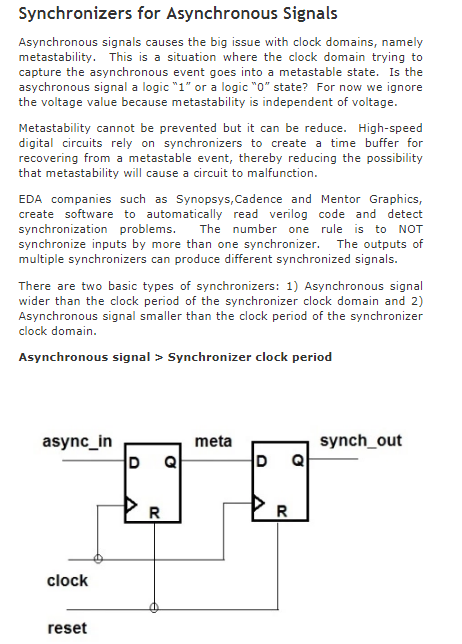 Synchronizers for Asynchronous Signals
Asynchronous signals causes the big issue with clock domains, namely
metastability. This is a situation where the clock domain trying to
capture the asynchronous event goes into a metastable state. Is the
asychronous signal a logic "1" or a logic "0" state? For now we ignore
the voltage value because metastability is independent of voltage.
Metastability cannot be prevented but it can be reduce. High-speed
digital circuits rely on synchronizers to create a time buffer for
recovering from a metastable event, thereby reducing the possibility
that metastability will cause a circuit to malfunction.
EDA companies such as Synopsys,Cadence and Mentor Graphics,
create software to automatically read verilog code and detect
synchronization problems. The number one rule is to NOT
synchronize inputs by more than one synchronizer. The outputs of
multiple synchronizers can produce different synchronized signals.
There are two basic types of synchronizers: 1) Asynchronous signal
wider than the clock period of the synchronizer clock domain and 2)
Asynchronous signal smaller than the clock period of the synchronizer
clock domain.
Asynchronous signal > Synchronizer clock period
async_in meta synch_out
D Q D Q
R R
clock
reset